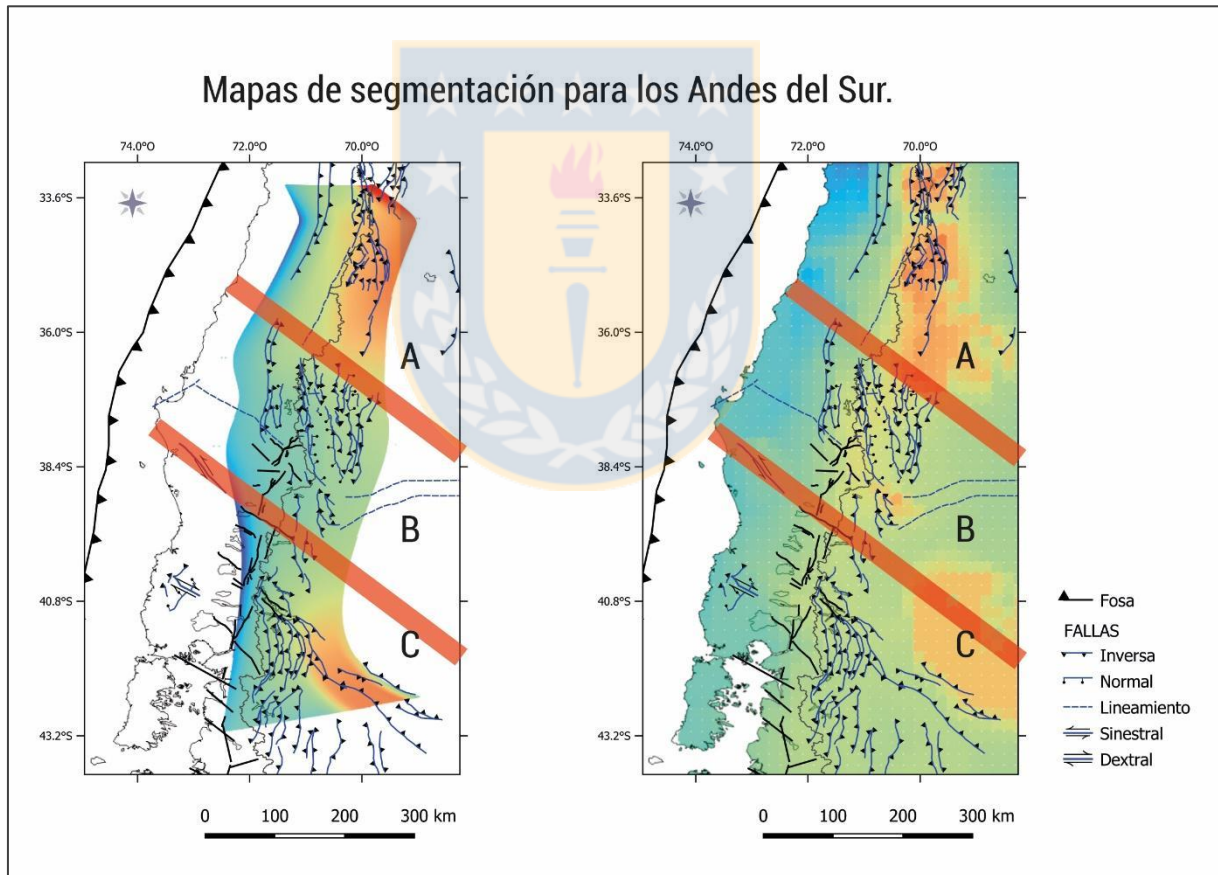 Mapas de segmentación para los Andes del Sur.
74.0°O 72.0°O 70.0°O
33.6°S
36.0°S
38.4°S
40.8°S
43.2°S
A
B
C
0 100 200 300 km
74.0°O 72.0°O 70.0°O
33.6°S
36.0°S
38.4°S
40.8°S
43.2°S
A
B
C
0 100 200 300 km
Fosa
FALLAS
Inversa
Normal
Lineamiento
Sinestral
Dextral